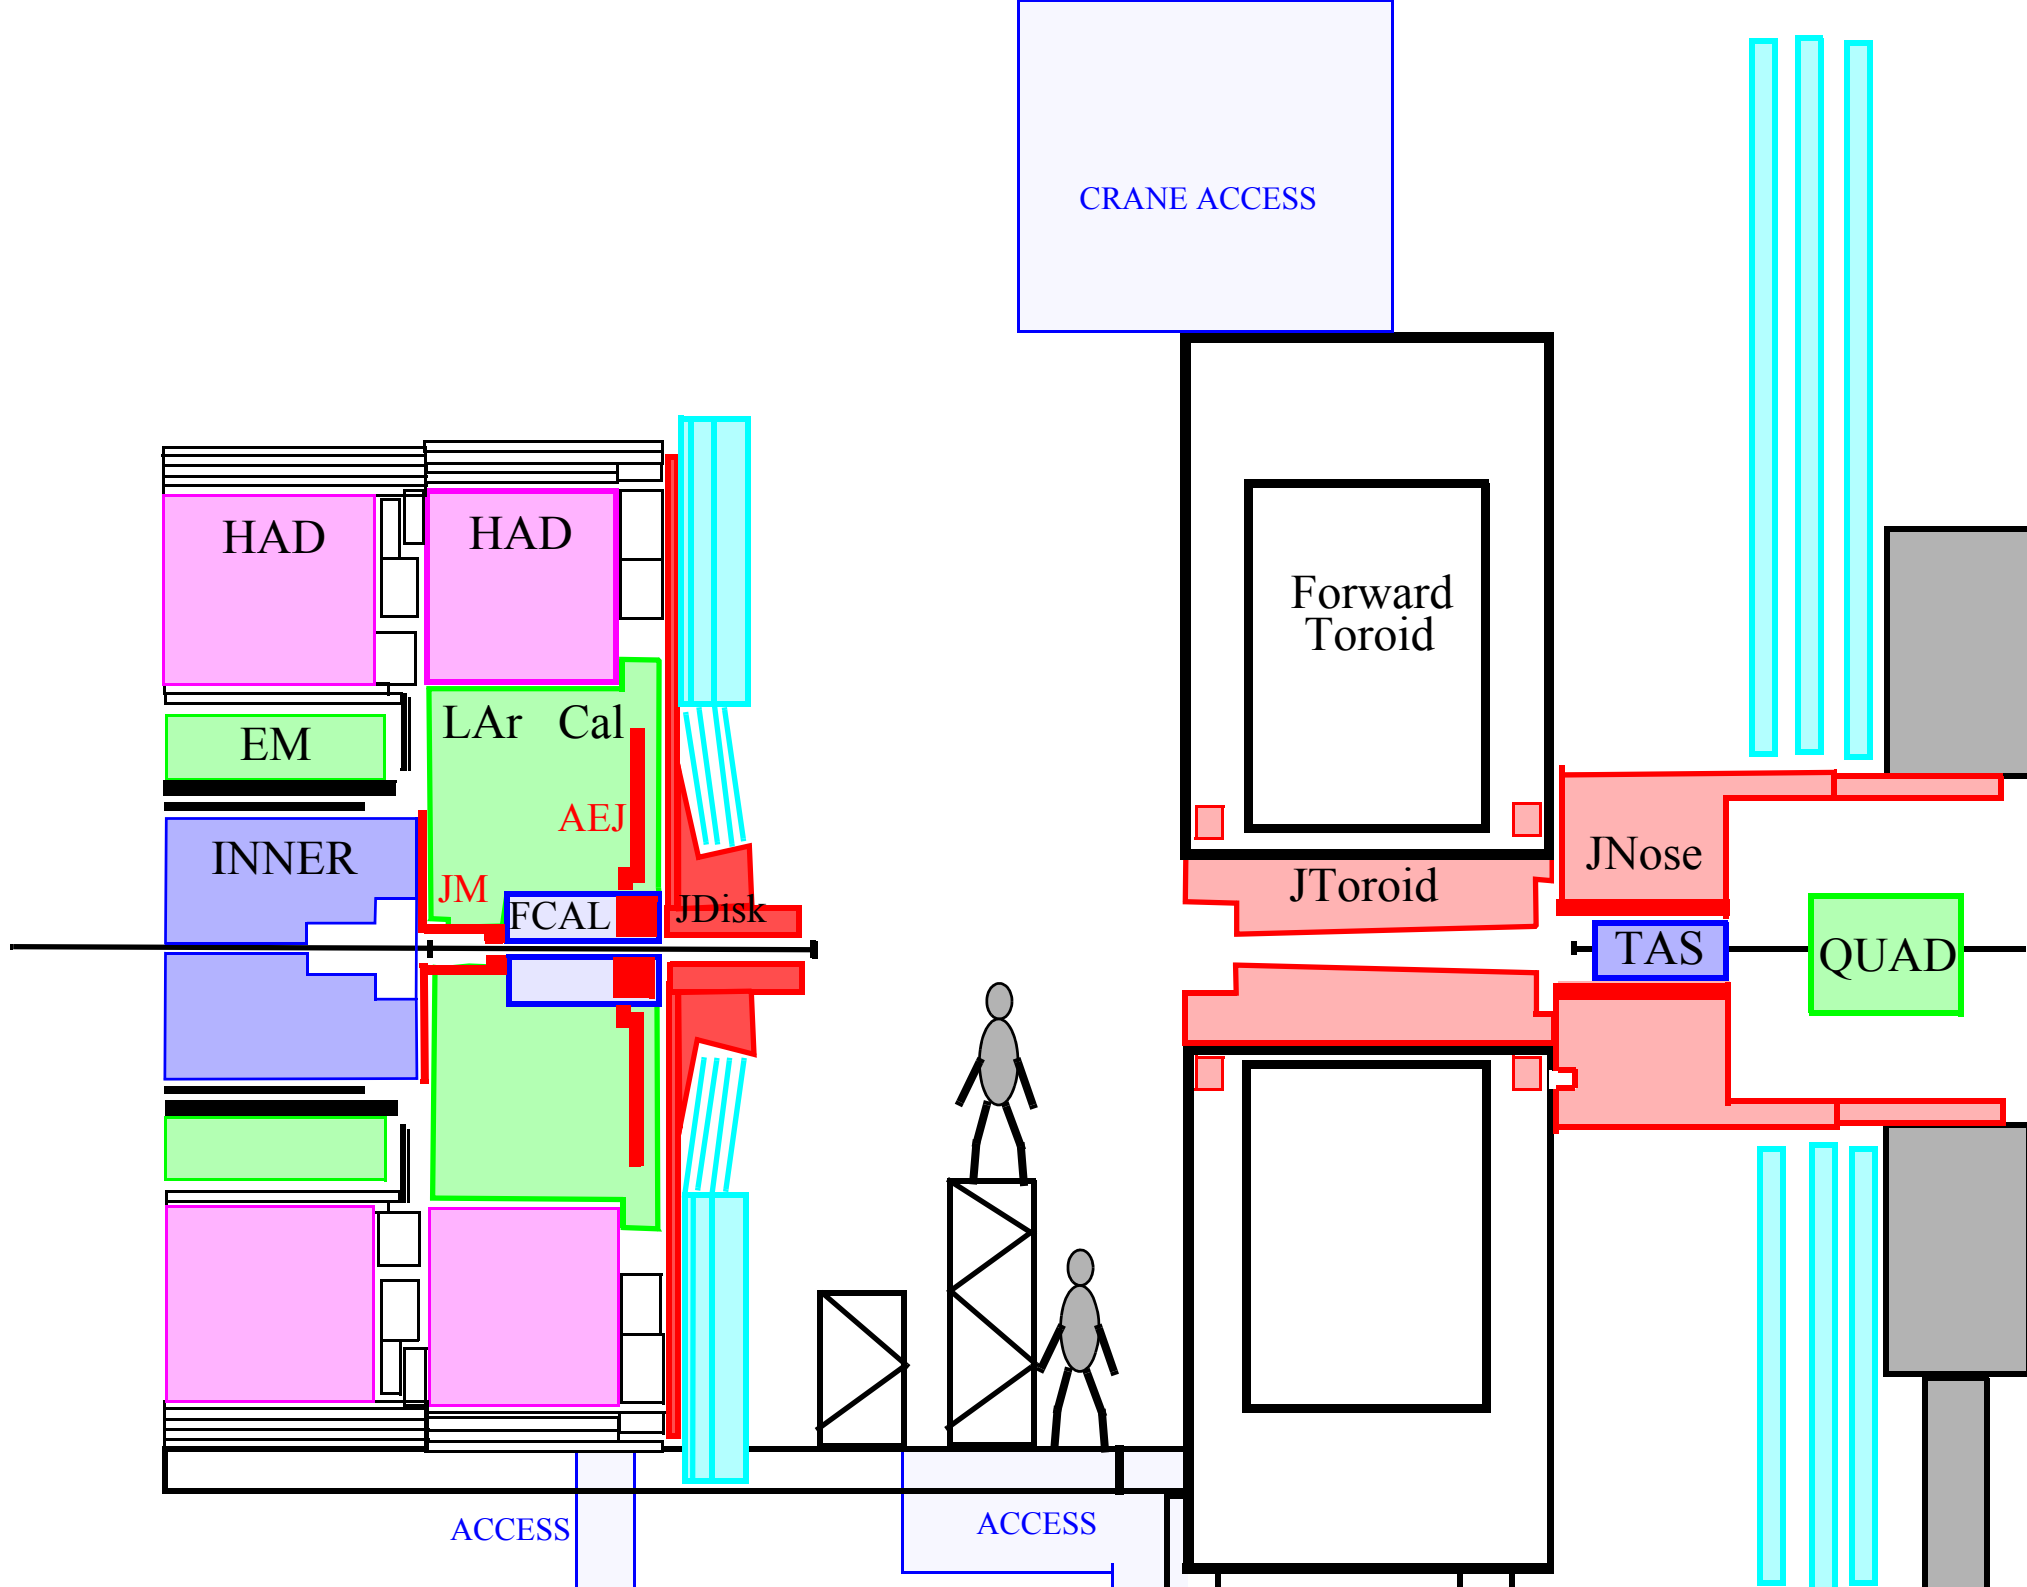 CRANE ACCESS
HAD
HAD
Forward
Toroid
LAr Cal
EM
AEJ
INNER
JM
FCAL
JDisk
JToroid
JNose
TAS
QUAD
ACCESS
ACCESS